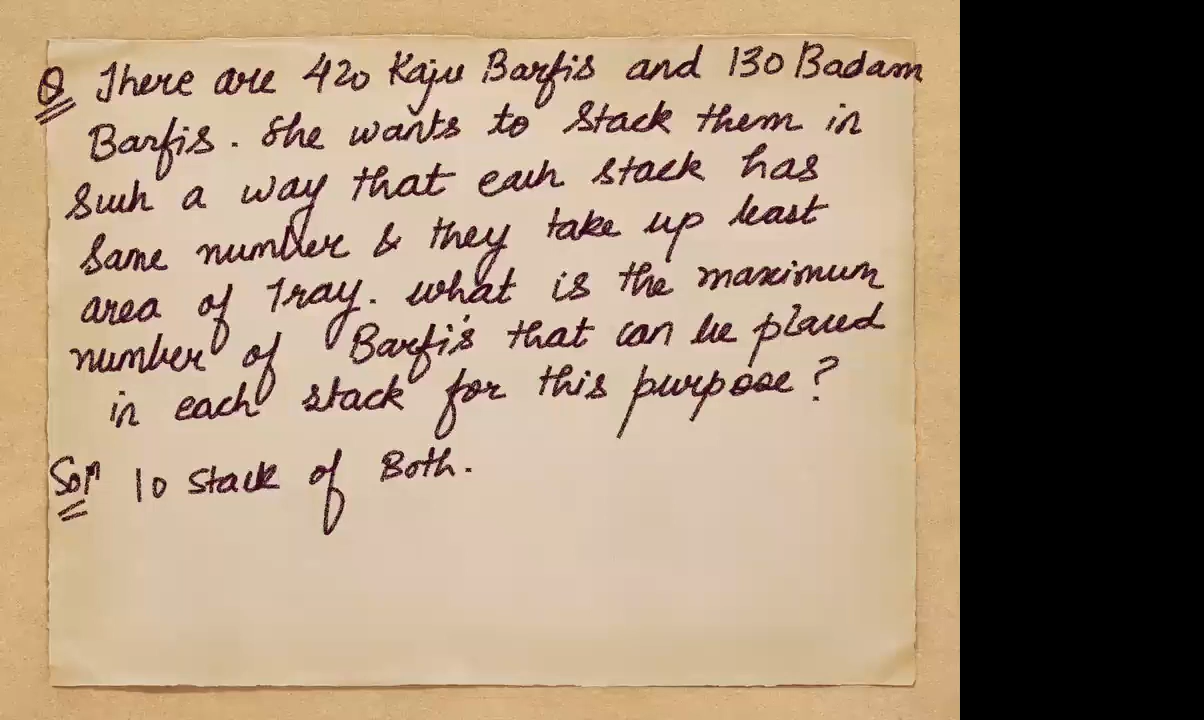 Q There are 420 Kaju Barfis and 130 Badam
Barfis. She wants to Stack them in
Such a way that each stack has
Same number & they take up least
area of Tray. what is the maximum
number of Barfis that can be placed
in each stack for this purpose?
Solⁿ 10 Stack of Both.